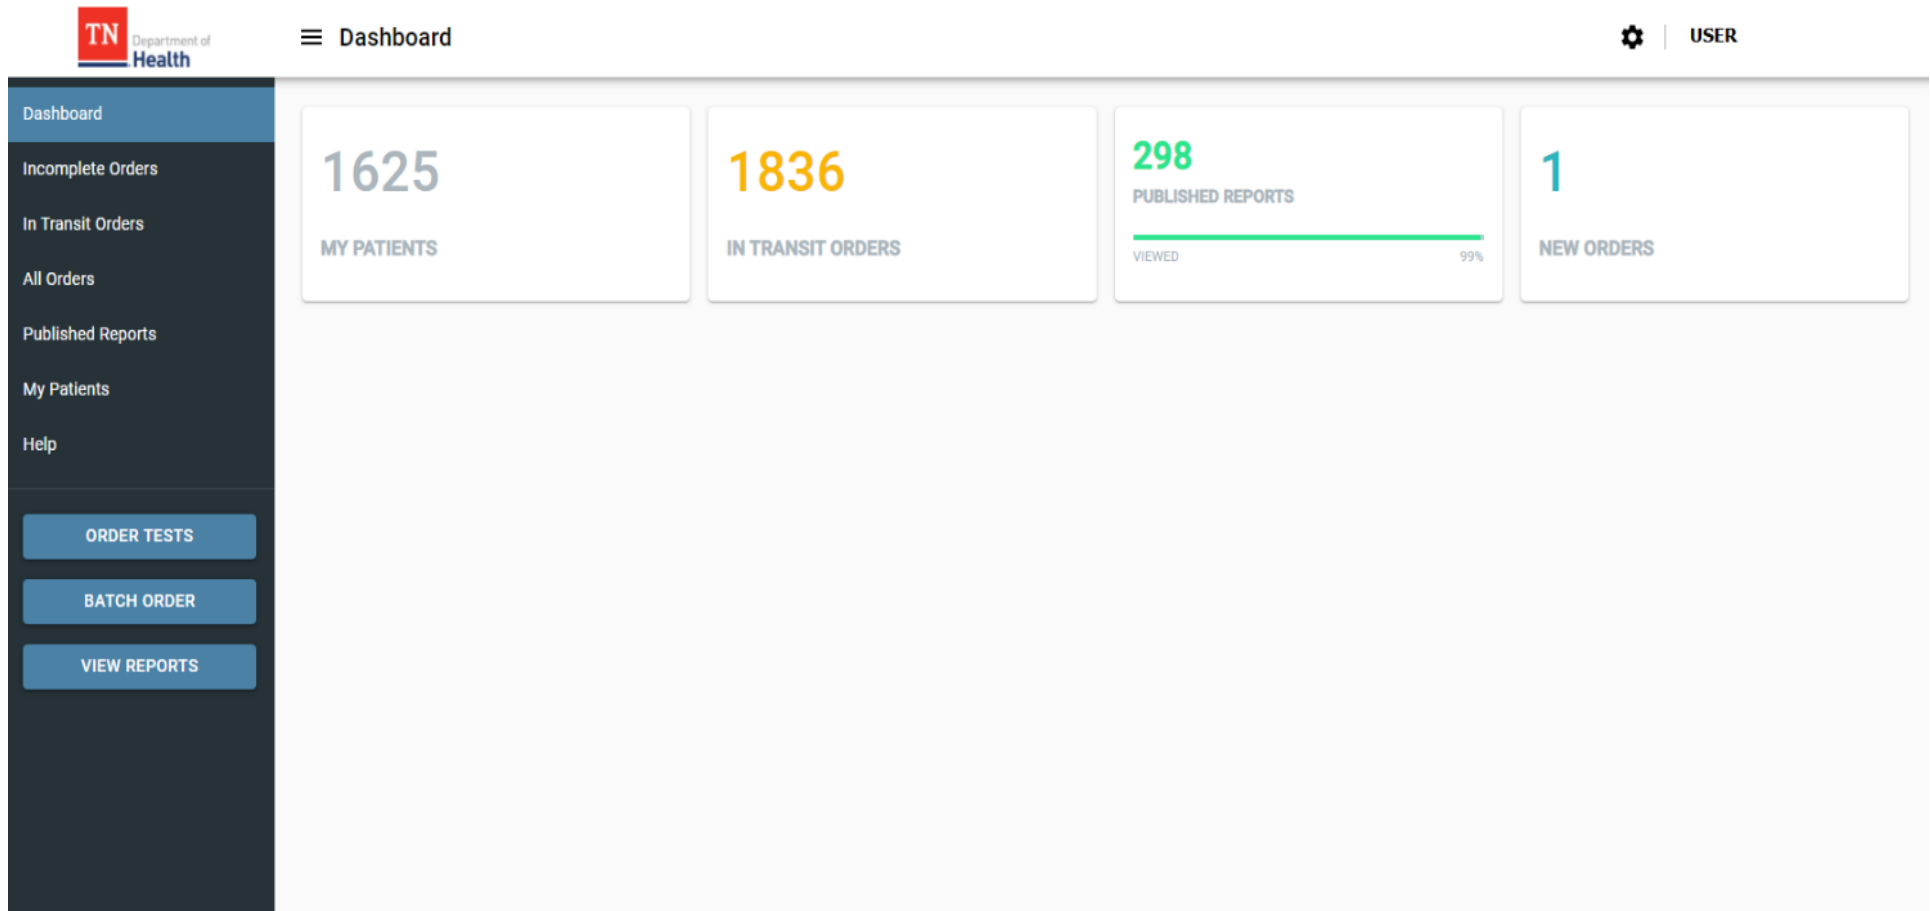 TN Department of
Health
Dashboard
USER
Dashboard
Incomplete Orders
In Transit Orders
All Orders
Published Reports
My Patients
Help
ORDER TESTS
BATCH ORDER
VIEW REPORTS
1625
MY PATIENTS
1836
IN TRANSIT ORDERS
298
PUBLISHED REPORTS
VIEWED 99%
1
NEW ORDERS